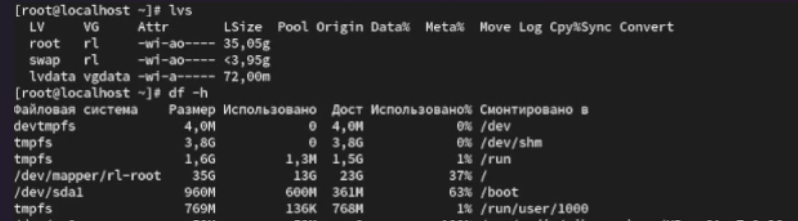 [root@localhost ~]# lvs
LV VG Attr LSize Pool Origin Data% Meta% Move Log Cpy%Sync Convert
root rl -wi-ao---- 35,05g
swap rl -wi-ao---- <3,95g
lvdata vgdata -wi-a----- 72,00m
[root@localhost ~]# df -h
Файловая система Размер Использовано Дост Использовано% Смонтировано в
devtmpfs 4,0M 0 4,0M 0% /dev
tmpfs 3,8G 0 3,8G 0% /dev/shm
tmpfs 1,6G 1,3M 1,5G 1% /run
/dev/mapper/rl-root 35G 13G 23G 37% /
/dev/sda1 960M 600M 361M 63% /boot
tmpfs 769M 136K 768M 1% /run/user/1000